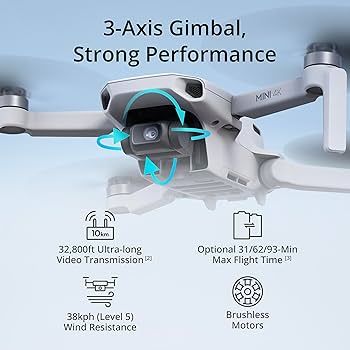 3-Axis Gimbal,
Strong Performance
MINI 4K
10km
32,800ft Ultra-long
Video Transmission [2]
Optional 31/62/93-Min
Max Flight Time [3]
38kph (Level 5)
Wind Resistance
Brushless
Motors